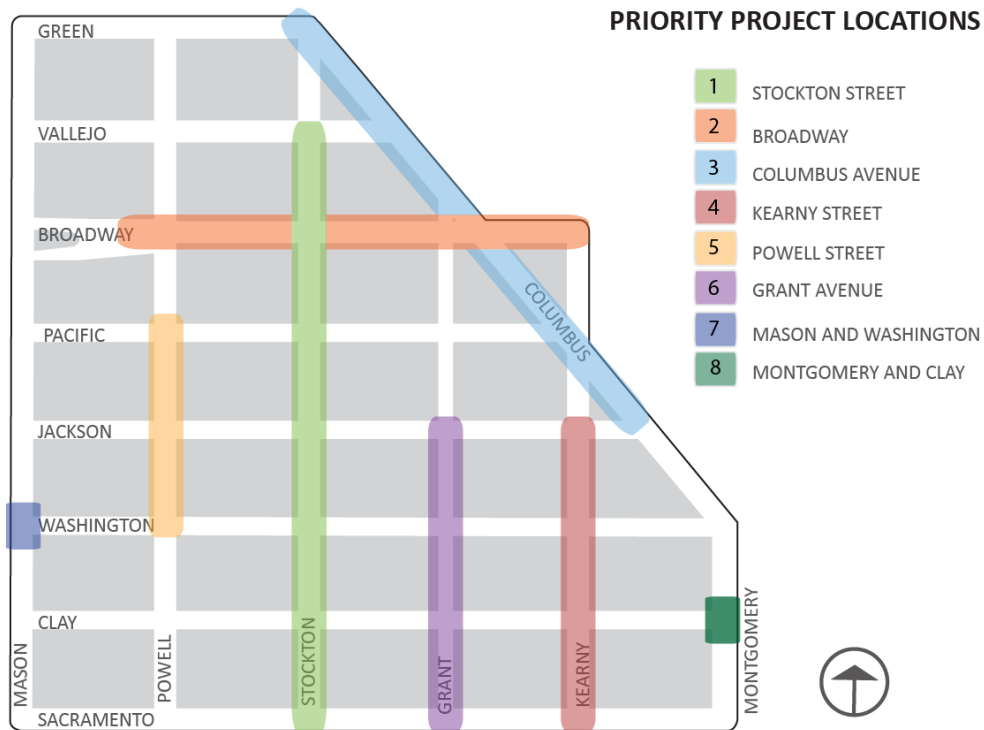 PRIORITY PROJECT LOCATIONS
1 STOCKTON STREET
2 BROADWAY
3 COLUMBUS AVENUE
4 KEARNY STREET
5 POWELL STREET
6 GRANT AVENUE
7 MASON AND WASHINGTON
8 MONTGOMERY AND CLAY
GREEN
VALLEJO
BROADWAY
PACIFIC
JACKSON
WASHINGTON
CLAY
SACRAMENTO
MASON
POWELL
STOCKTON
GRANT
KEARNY
MONTGOMERY
COLUMBUS